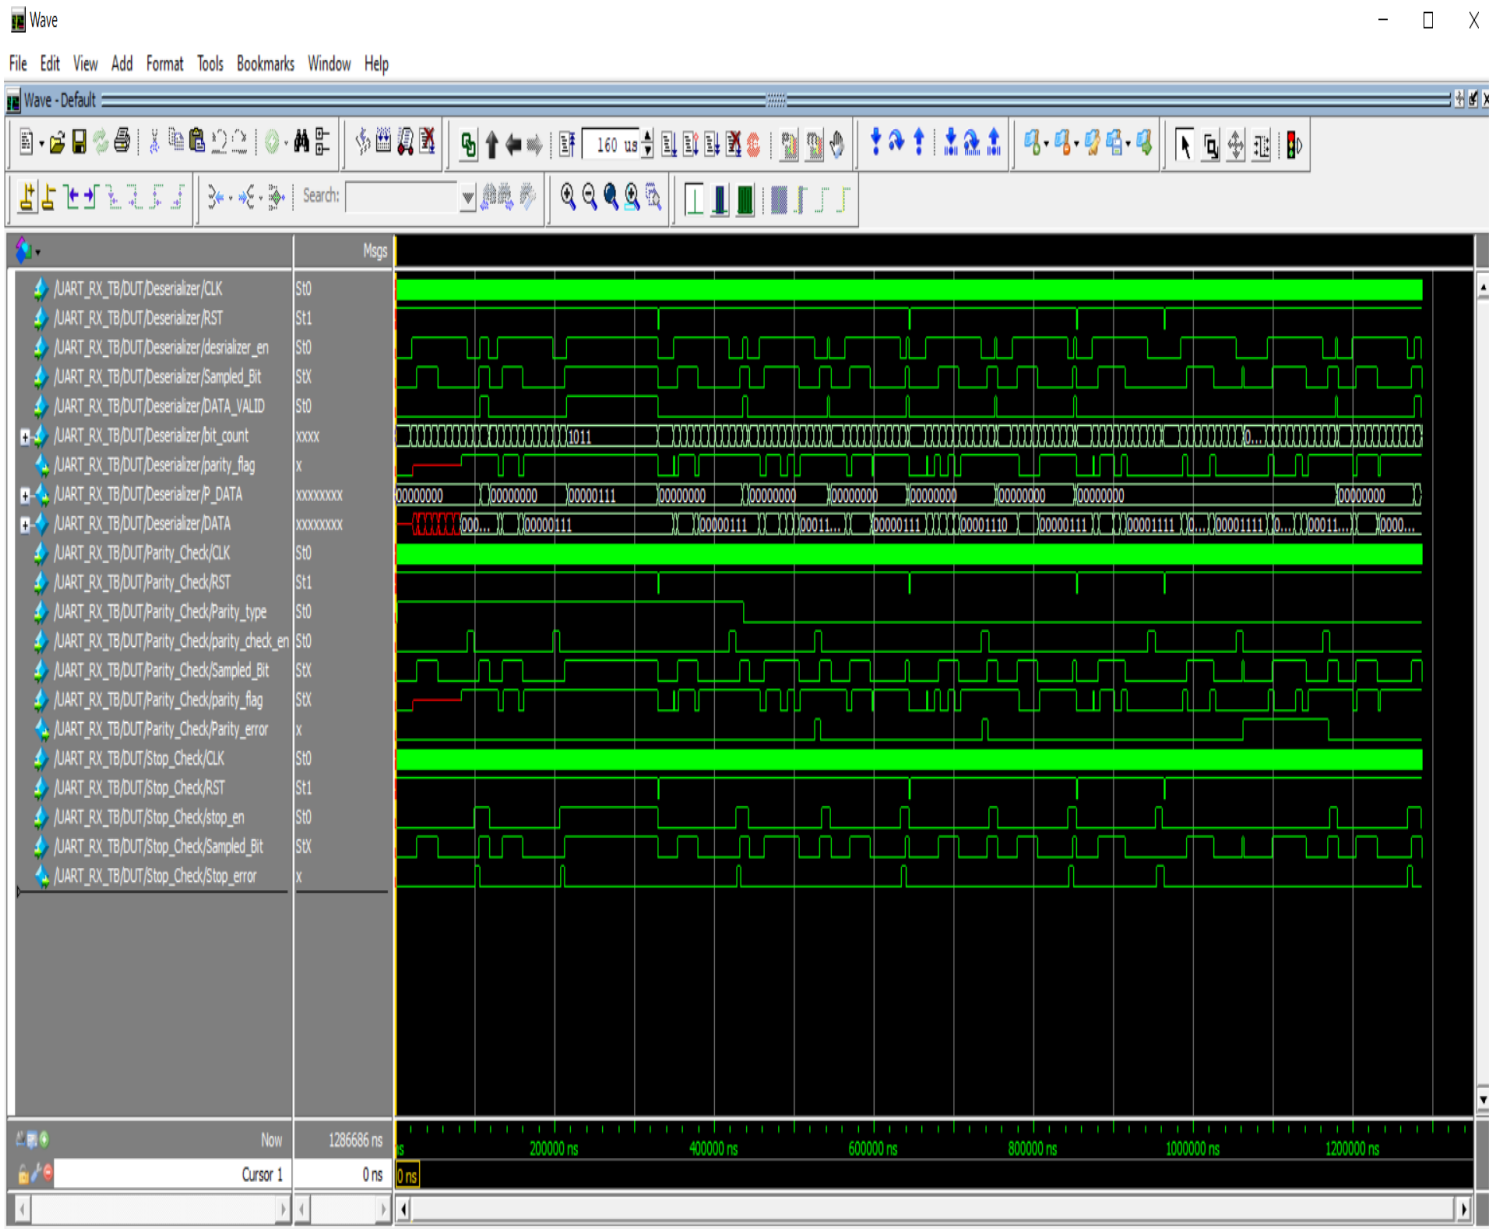 Wave
File Edit View Add Format Tools Bookmarks Window Help
Wave - Default
160 us
Search:
Msgs
/UART_RX_TB/DUT/Deserializer/CLK St0
/UART_RX_TB/DUT/Deserializer/RST St1
/UART_RX_TB/DUT/Deserializer/desrializer_en St0
/UART_RX_TB/DUT/Deserializer/Sampled_Bit StX
/UART_RX_TB/DUT/Deserializer/DATA_VALID St0
/UART_RX_TB/DUT/Deserializer/bit_count xxxx 1011 0...
/UART_RX_TB/DUT/Deserializer/parity_flag x
/UART_RX_TB/DUT/Deserializer/P_DATA xxxxxxxx 00000000 00000000 00000111 00000000 00000000 00000000 00000000 00000000 00000000 00000000
/UART_RX_TB/DUT/Deserializer/DATA xxxxxxxx 000... 00000111 00000111 00011... 00000111 00001110 00000111 00001111 0... 00001111 0... 00011... 0000...
/UART_RX_TB/DUT/Parity_Check/CLK St0
/UART_RX_TB/DUT/Parity_Check/RST St1
/UART_RX_TB/DUT/Parity_Check/Parity_type St0
/UART_RX_TB/DUT/Parity_Check/parity_check_en St0
/UART_RX_TB/DUT/Parity_Check/Sampled_Bit StX
/UART_RX_TB/DUT/Parity_Check/parity_flag StX
/UART_RX_TB/DUT/Parity_Check/Parity_error x
/UART_RX_TB/DUT/Stop_Check/CLK St0
/UART_RX_TB/DUT/Stop_Check/RST St1
/UART_RX_TB/DUT/Stop_Check/stop_en St0
/UART_RX_TB/DUT/Stop_Check/Sampled_Bit StX
/UART_RX_TB/DUT/Stop_Check/Stop_error x
Now 1286686 ns 200000 ns 400000 ns 600000 ns 800000 ns 1000000 ns 1200000 ns
Cursor 1 0 ns 0 ns